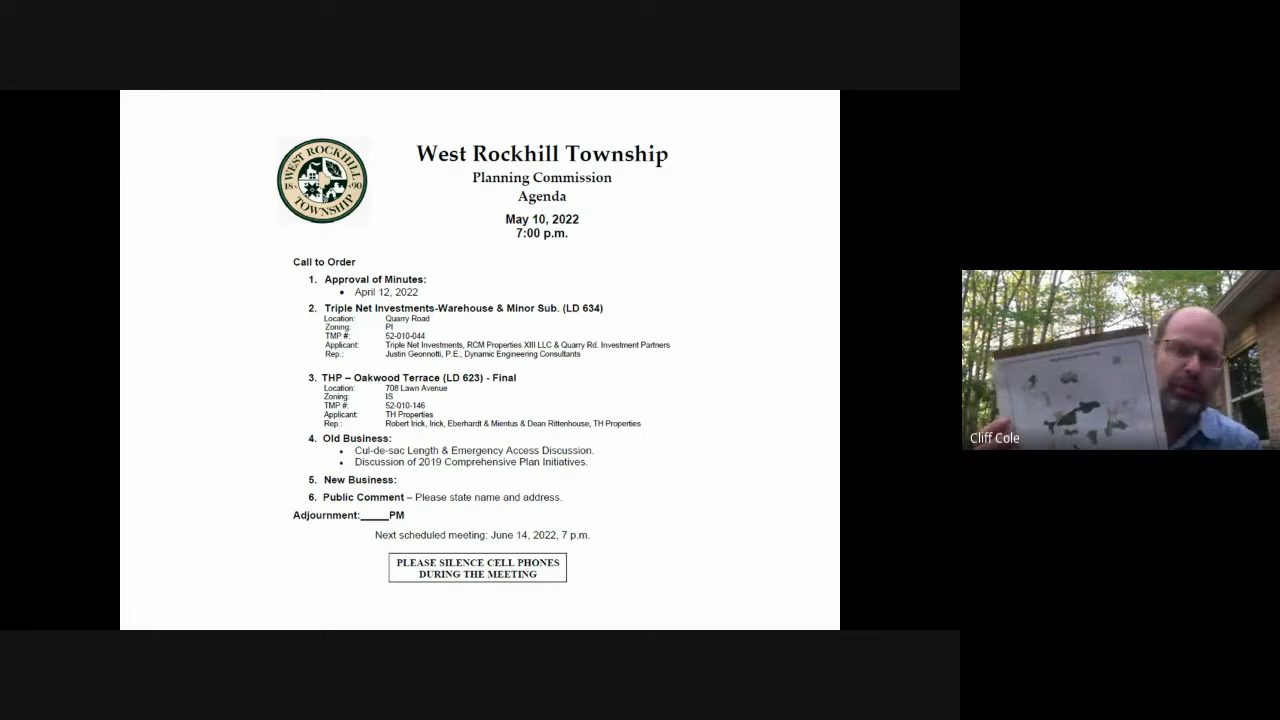 WEST ROCKHILL
18 90
TOWNSHIP
West Rockhill Township
Planning Commission
Agenda
May 10, 2022
7:00 p.m.
Call to Order
1. Approval of Minutes:
• April 12, 2022
2. Triple Net Investments-Warehouse & Minor Sub. (LD 634)
Location: Quarry Road
Zoning: PI
TMP #: 52-010-044
Applicant: Triple Net Investments, RCM Properties XIII LLC & Quarry Rd. Investment Partners
Rep.: Justin Geonnotti, P.E., Dynamic Engineering Consultants
3. THP – Oakwood Terrace (LD 623) - Final
Location: 708 Lawn Avenue
Zoning: IS
TMP #: 52-010-146
Applicant: TH Properties
Rep.: Robert Irick, Irick, Eberhardt & Mientus & Dean Rittenhouse, TH Properties
4. Old Business:
• Cul-de-sac Length & Emergency Access Discussion.
• Discussion of 2019 Comprehensive Plan Initiatives.
5. New Business:
6. Public Comment – Please state name and address.
Adjournment:_____PM
Next scheduled meeting: June 14, 2022, 7 p.m.
PLEASE SILENCE CELL PHONES
DURING THE MEETING
Cliff Cole